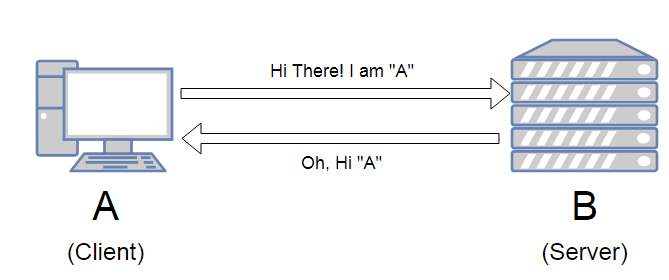 Hi There! I am "A"
Oh, Hi "A"
A
(Client)
B
(Server)